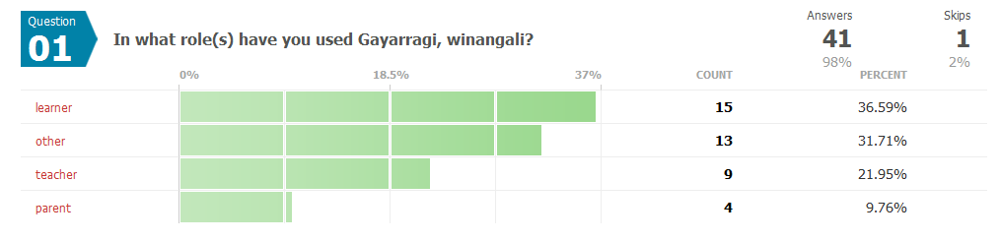 Question
01
In what role(s) have you used Gayarragi, winangali?
Answers
41
98%
Skips
1
2%
0% 18.5% 37% COUNT PERCENT
learner 15 36.59%
other 13 31.71%
teacher 9 21.95%
parent 4 9.76%